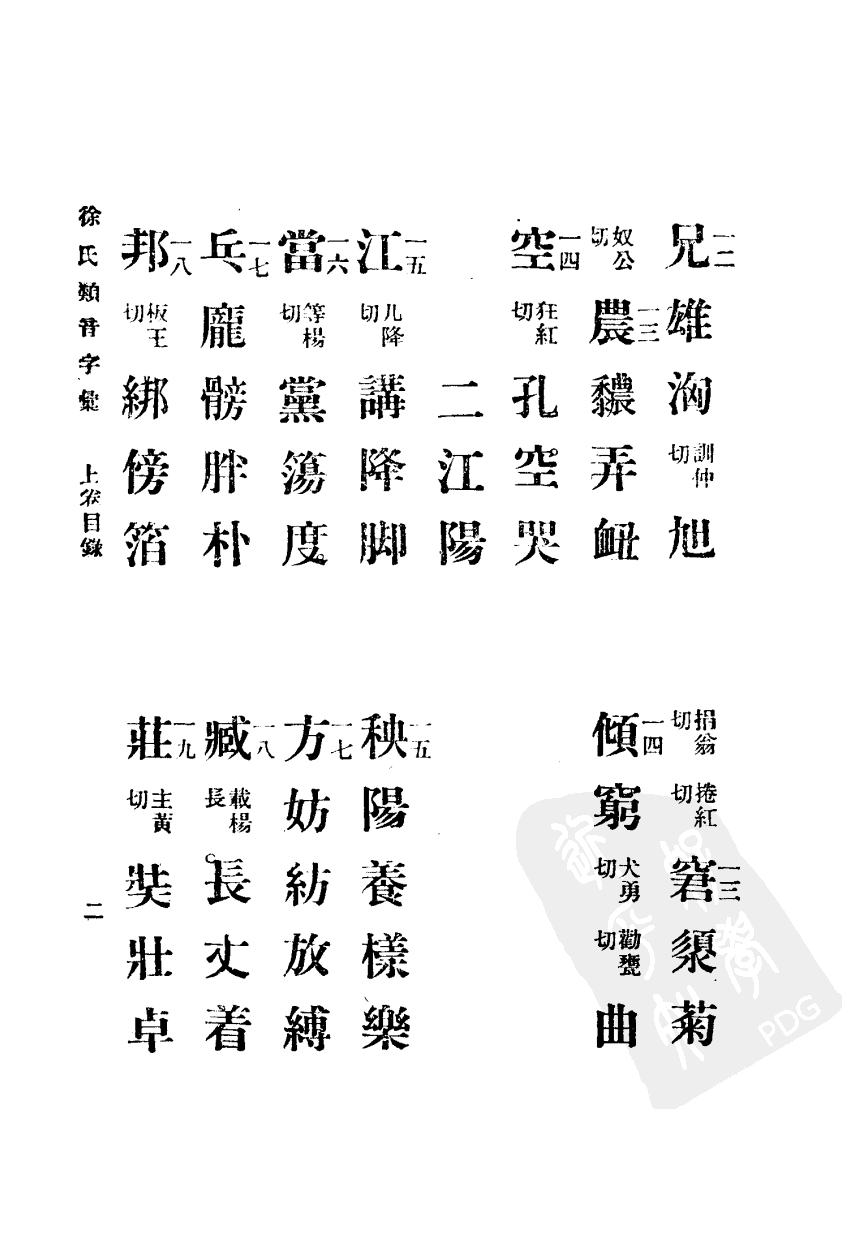 兄一二雄洶訓仲切旭 捐翁切捲紅切窘一三菊
奴公切農一三弄衄 傾一四窮犬勇切勸甕切曲
空一四狂紅切孔空哭
二江陽
江一五几降切講降脚 秧一五陽養樣樂
當一六等楊切黨簜度 方一七妨紡放縛
乓一七龐髈胖朴 臧一八載楊長長丈着
邦一八板王切綁傍箔 莊一九主黃切奘壯卓
徐氏類音字彙 上卷目錄 二
PDG